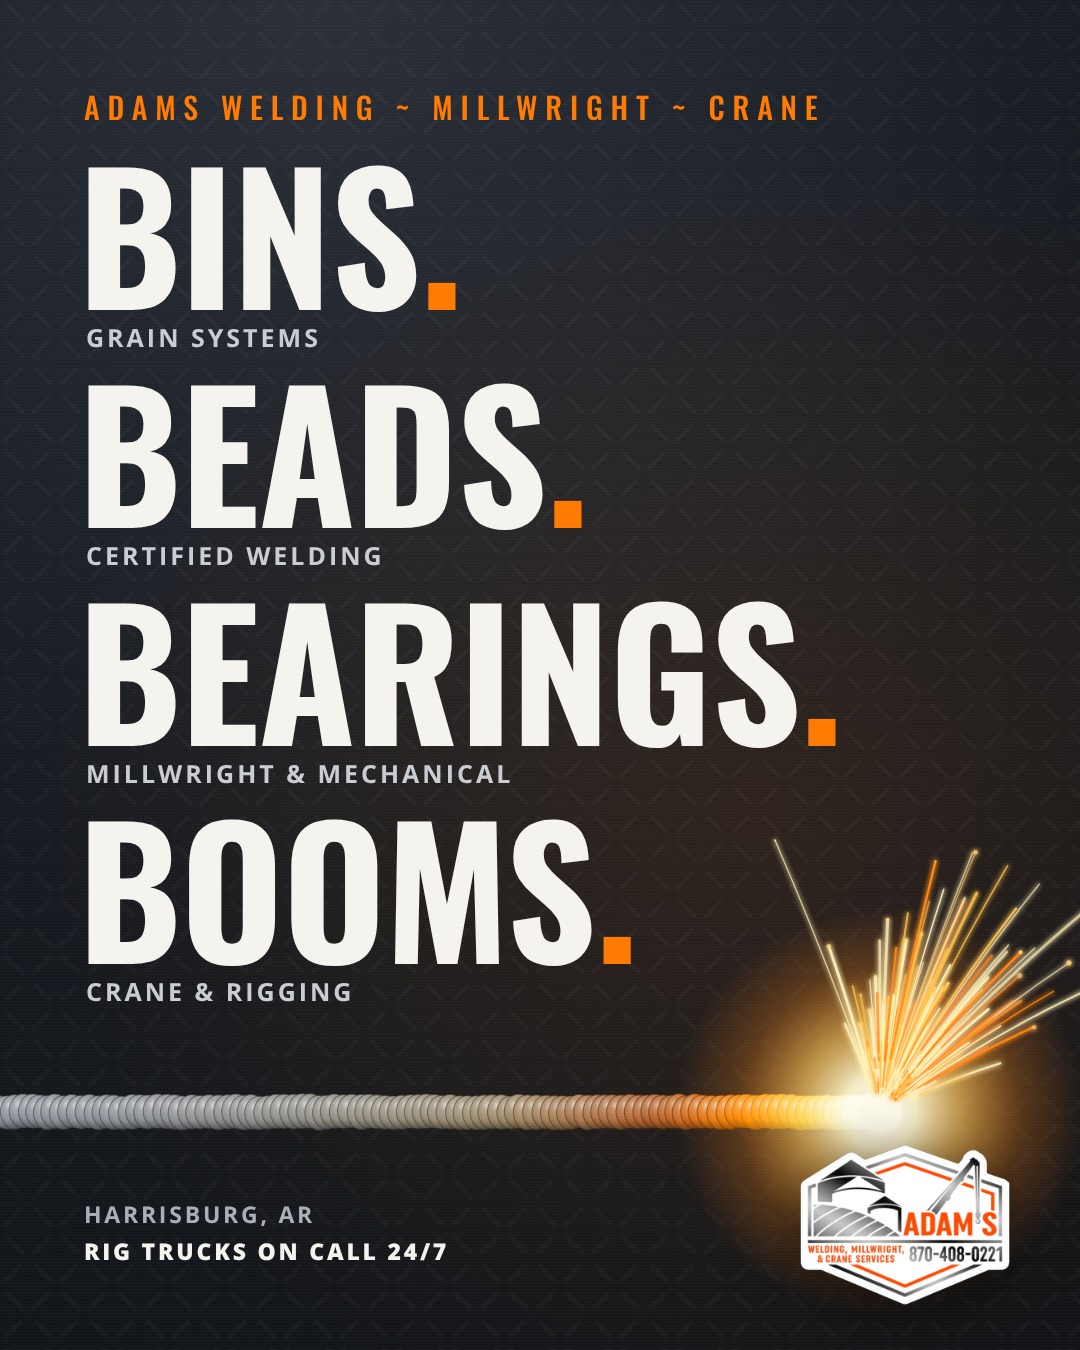 ADAMS WELDING ~ MILLWRIGHT ~ CRANE
BINS.
GRAIN SYSTEMS
BEADS.
CERTIFIED WELDING
BEARINGS.
MILLWRIGHT & MECHANICAL
BOOMS.
CRANE & RIGGING
HARRISBURG, AR
RIG TRUCKS ON CALL 24/7
ADAM'S
WELDING, MILLWRIGHT,
& CRANE SERVICES
870-408-0221